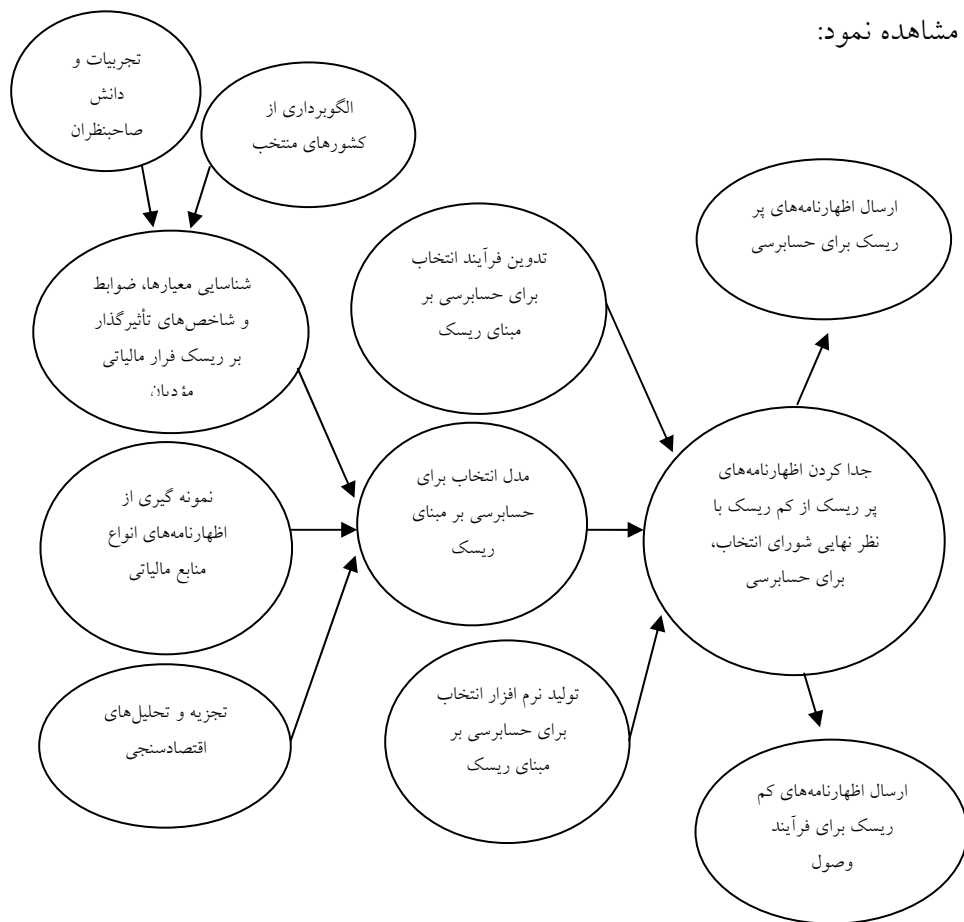 مشاهده نمود:
تجربیات و
دانش
صاحبنظران
الگوبرداری از
کشورهای منتخب
شناسایی معیارها، ضوابط
و شاخص‌های تأثیرگذار
بر ریسک فرار مالیاتی
مؤدیان
تدوین فرآیند انتخاب
برای حسابرسی بر
مبنای ریسک
ارسال اظهارنامه‌های پر
ریسک برای حسابرسی
نمونه گیری از
اظهارنامه‌های انواع
منابع مالیاتی
مدل انتخاب برای
حسابرسی بر مبنای
ریسک
جدا کردن اظهارنامه‌های
پر ریسک از کم ریسک با
نظر نهایی شورای انتخاب،
برای حسابرسی
تجزیه و تحلیل‌های
اقتصادسنجی
تولید نرم افزار انتخاب
برای حسابرسی بر
مبنای ریسک
ارسال اظهارنامه‌های کم
ریسک برای فرآیند
وصول